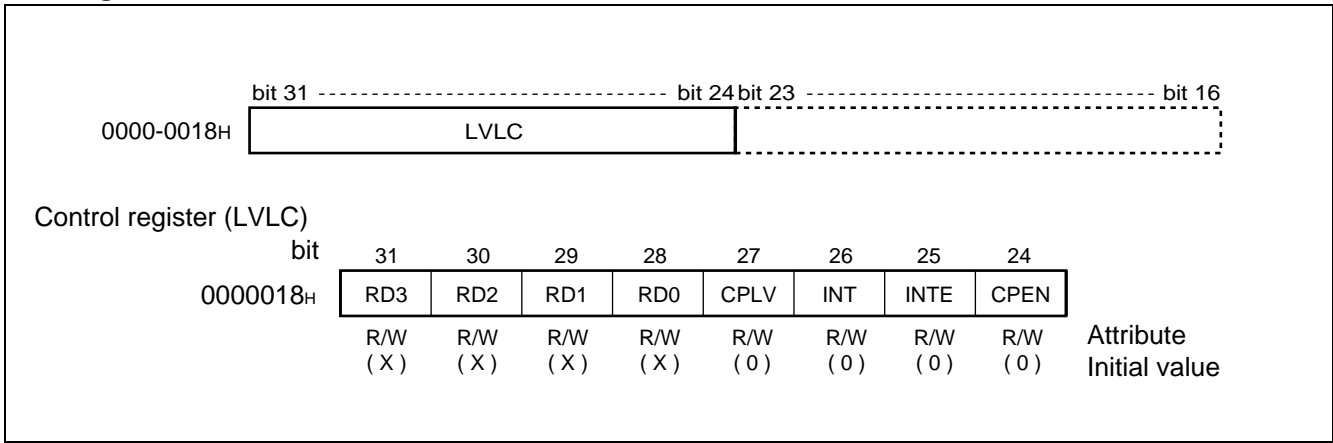 bit 31 bit 24 bit 23 bit 16
0000-0018H LVLC
Control register (LVLC)
bit 31 30 29 28 27 26 25 24
0000018H RD3 RD2 RD1 RD0 CPLV INT INTE CPEN
R/W R/W R/W R/W R/W R/W R/W R/W Attribute
( X ) ( X ) ( X ) ( X ) ( 0 ) ( 0 ) ( 0 ) ( 0 ) Initial value